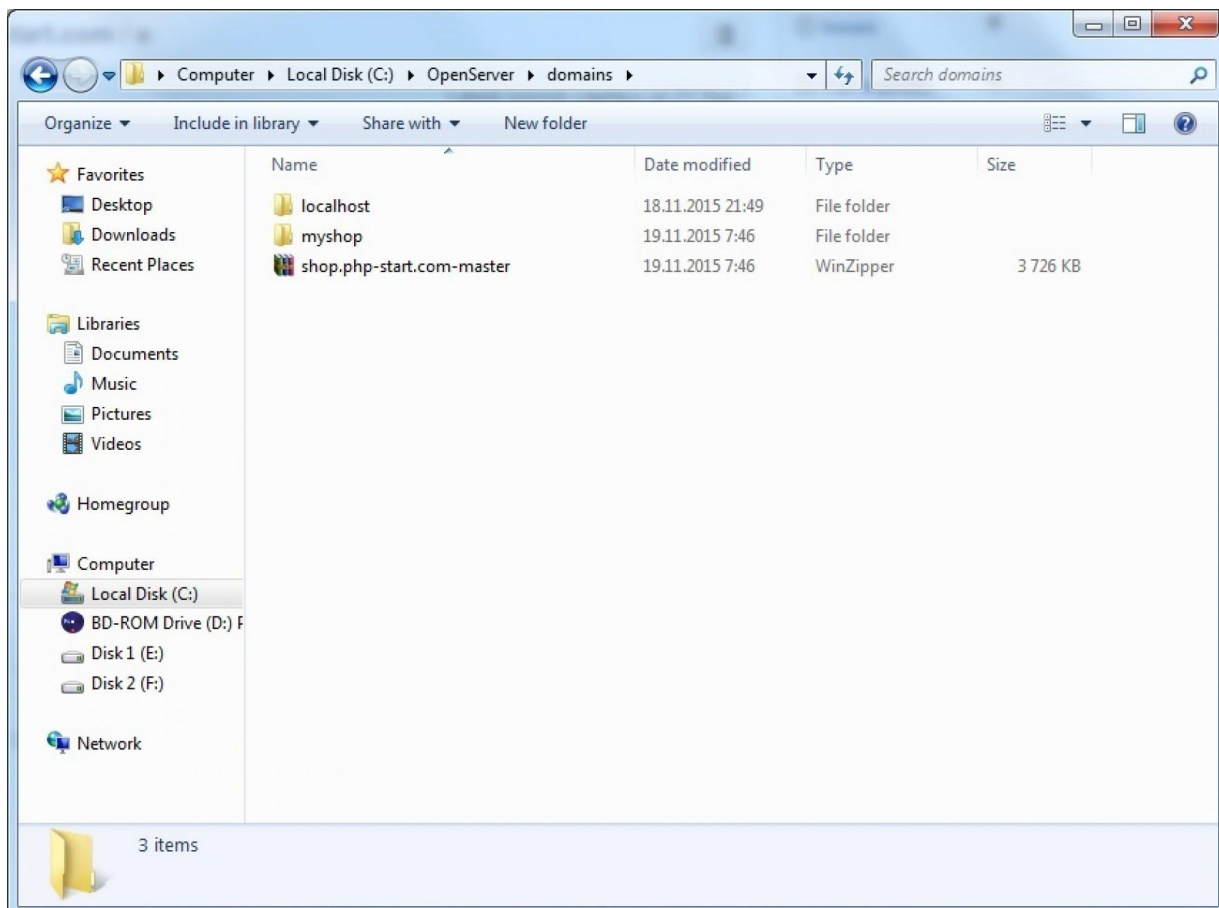 Computer ▸ Local Disk (C:) ▸ OpenServer ▸ domains ▸ Search domains
Organize Include in library Share with New folder
Favorites
Desktop
Downloads
Recent Places
Libraries
Documents
Music
Pictures
Videos
Homegroup
Computer
Local Disk (C:)
BD-ROM Drive (D:)
Disk 1 (E:)
Disk 2 (F:)
Network
Name Date modified Type Size
localhost 18.11.2015 21:49 File folder
myshop 19.11.2015 7:46 File folder
shop.php-start.com-master 19.11.2015 7:46 WinZipper 3 726 KB
3 items